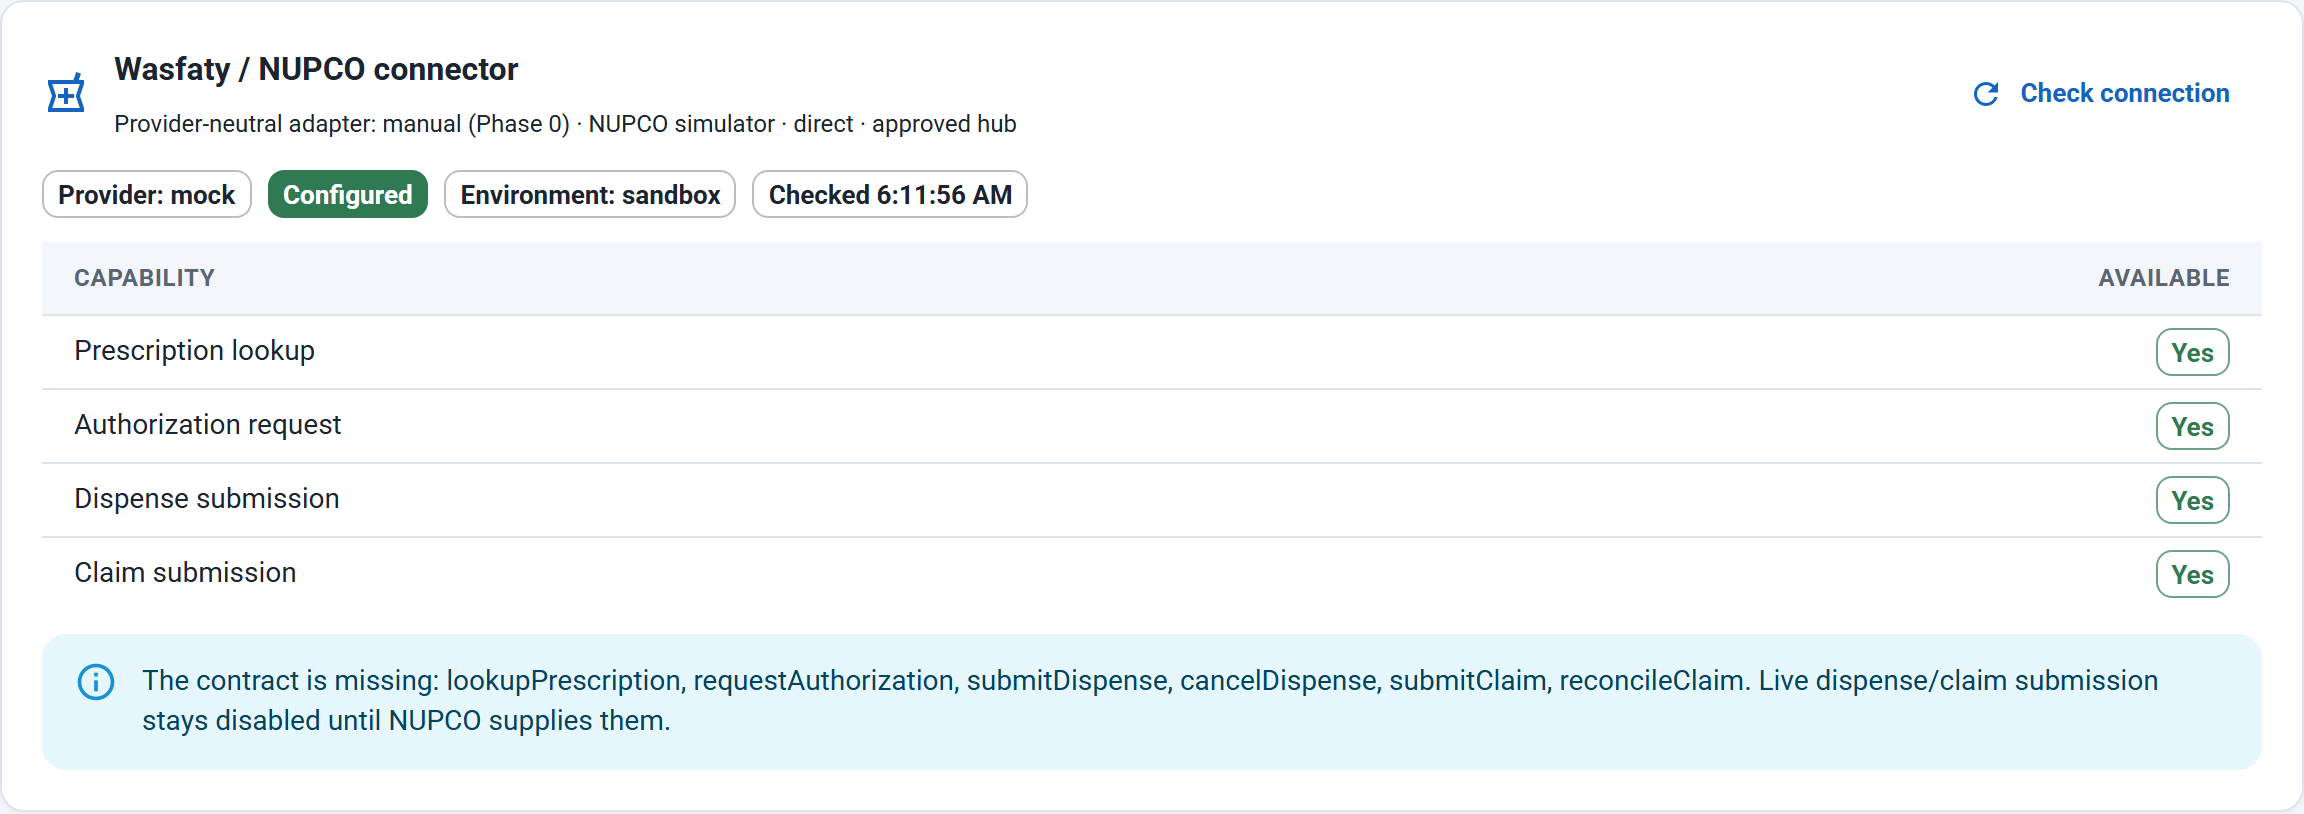 Wasfaty / NUPCO connector
Provider-neutral adapter: manual (Phase 0) · NUPCO simulator · direct · approved hub
Check connection
Provider: mock
Configured
Environment: sandbox
Checked 6:11:56 AM
CAPABILITY
AVAILABLE
Prescription lookup
Yes
Authorization request
Yes
Dispense submission
Yes
Claim submission
Yes
The contract is missing: lookupPrescription, requestAuthorization, submitDispense, cancelDispense, submitClaim, reconcileClaim. Live dispense/claim submission
stays disabled until NUPCO supplies them.